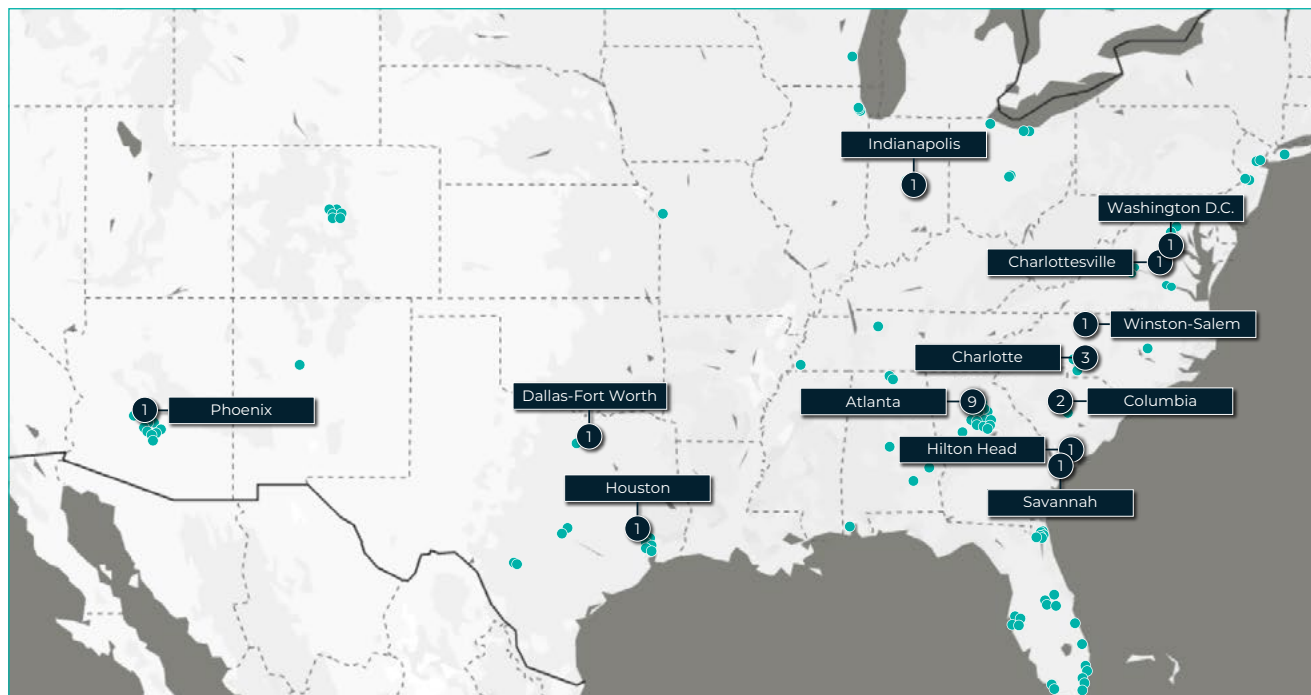 Indianapolis
1
Washington D.C.
1
Charlottesville
1
1
Winston-Salem
Charlotte
3
Dallas-Fort Worth
1
Atlanta
9
2
Columbia
1
Phoenix
Hilton Head
1
1
Savannah
Houston
1